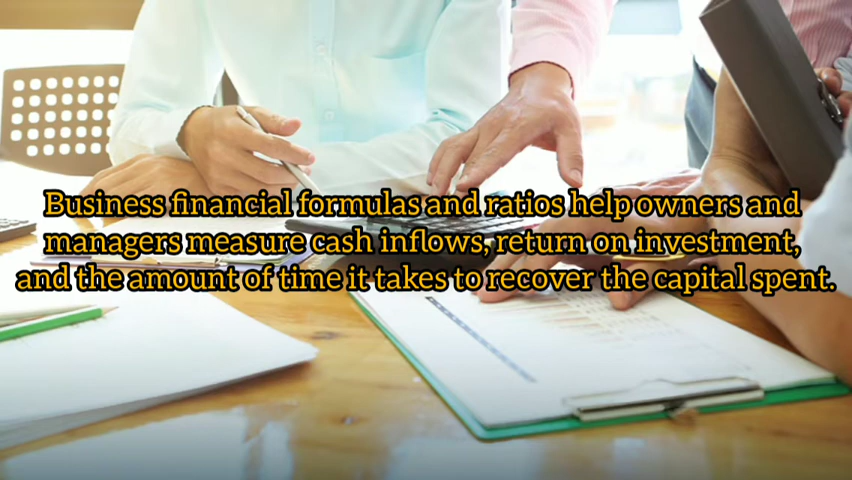 Business financial formulas and ratios help owners and
managers measure cash inflows, return on investment,
and the amount of time it takes to recover the capital spent.